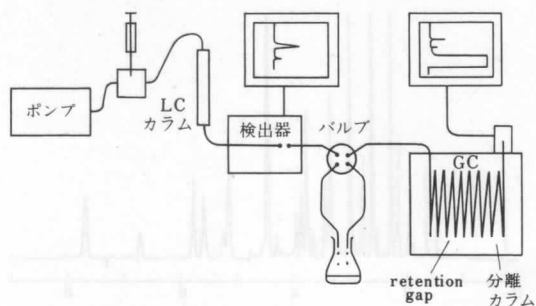 ポンプ
LC
カラム
検出器
バルブ
GC
retention
gap
分離
カラム